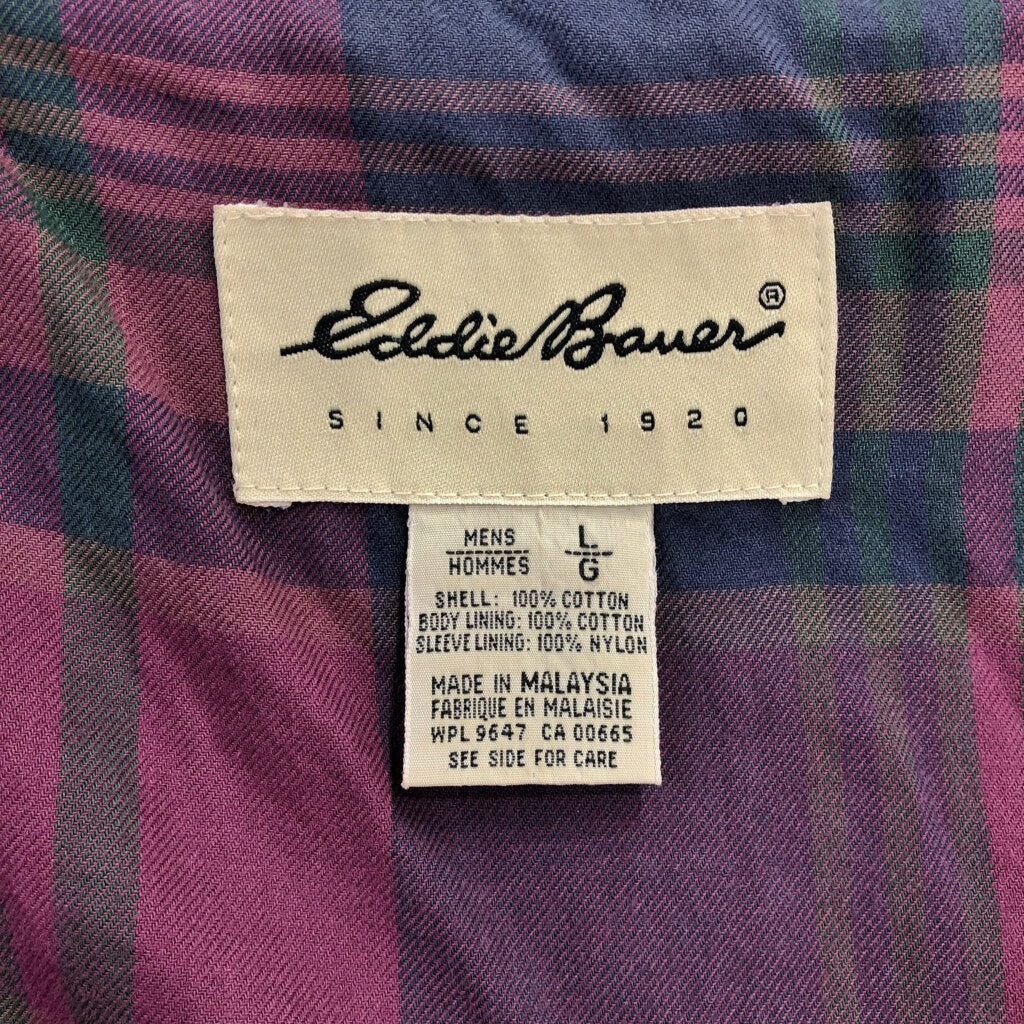 Eddie Bauer®
SINCE 1920
MENS L
HOMMES G
SHELL: 100% COTTON
BODY LINING: 100% COTTON
SLEEVE LINING: 100% NYLON
MADE IN MALAYSIA
FABRIQUE EN MALAISIE
WPL 9647 CA 00665
SEE SIDE FOR CARE